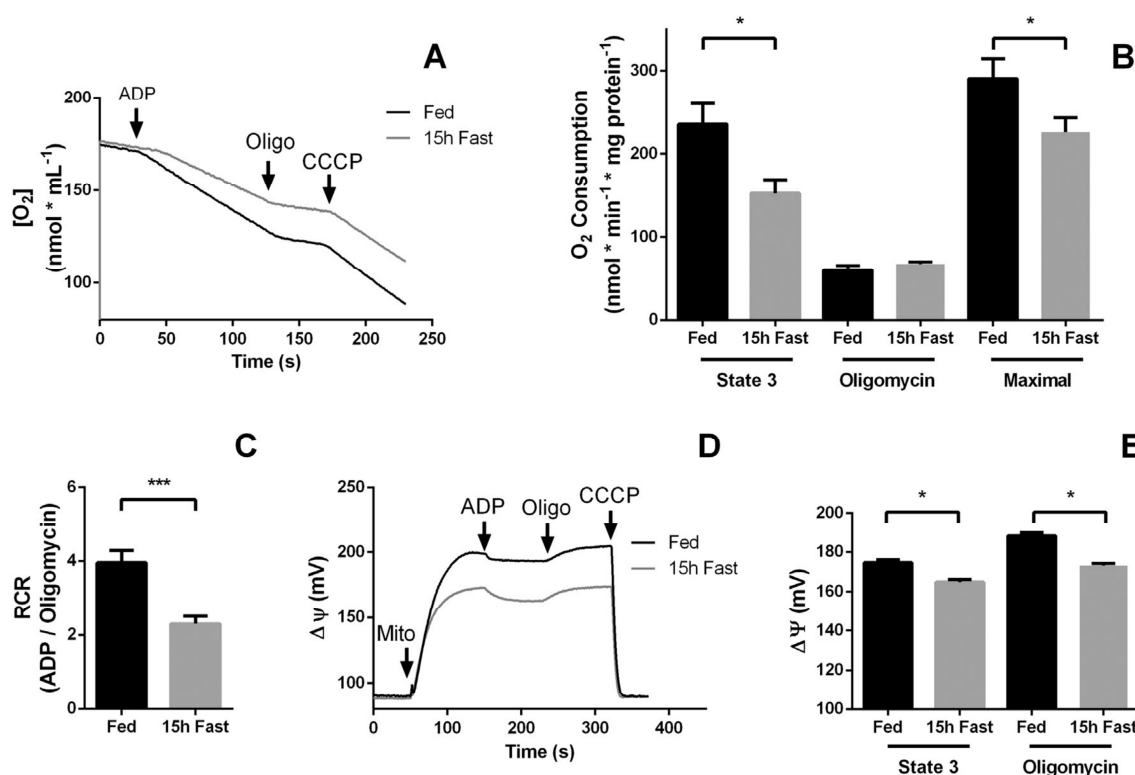 A
[O₂]
(nmol * mL⁻¹)
200
150
100
ADP
Oligo
CCCP
Fed
15h Fast
0 50 100 150 200 250
Time (s)
B
O₂ Consumption
(nmol * min⁻¹ * mg protein⁻¹)
300
200
100
0
*
*
Fed 15h Fast Fed 15h Fast Fed 15h Fast
State 3 Oligomycin Maximal
C
RCR
(ADP / Oligomycin)
6
4
2
0
***
Fed 15h Fast
D
Δ ψ (mV)
250
200
150
100
Mito
ADP
Oligo
CCCP
Fed
15h Fast
0 100 200 300 400
Time (s)
E
Δ Ψ (mV)
200
180
160
140
120
100
*
*
Fed 15h Fast Fed 15h Fast
State 3 Oligomycin